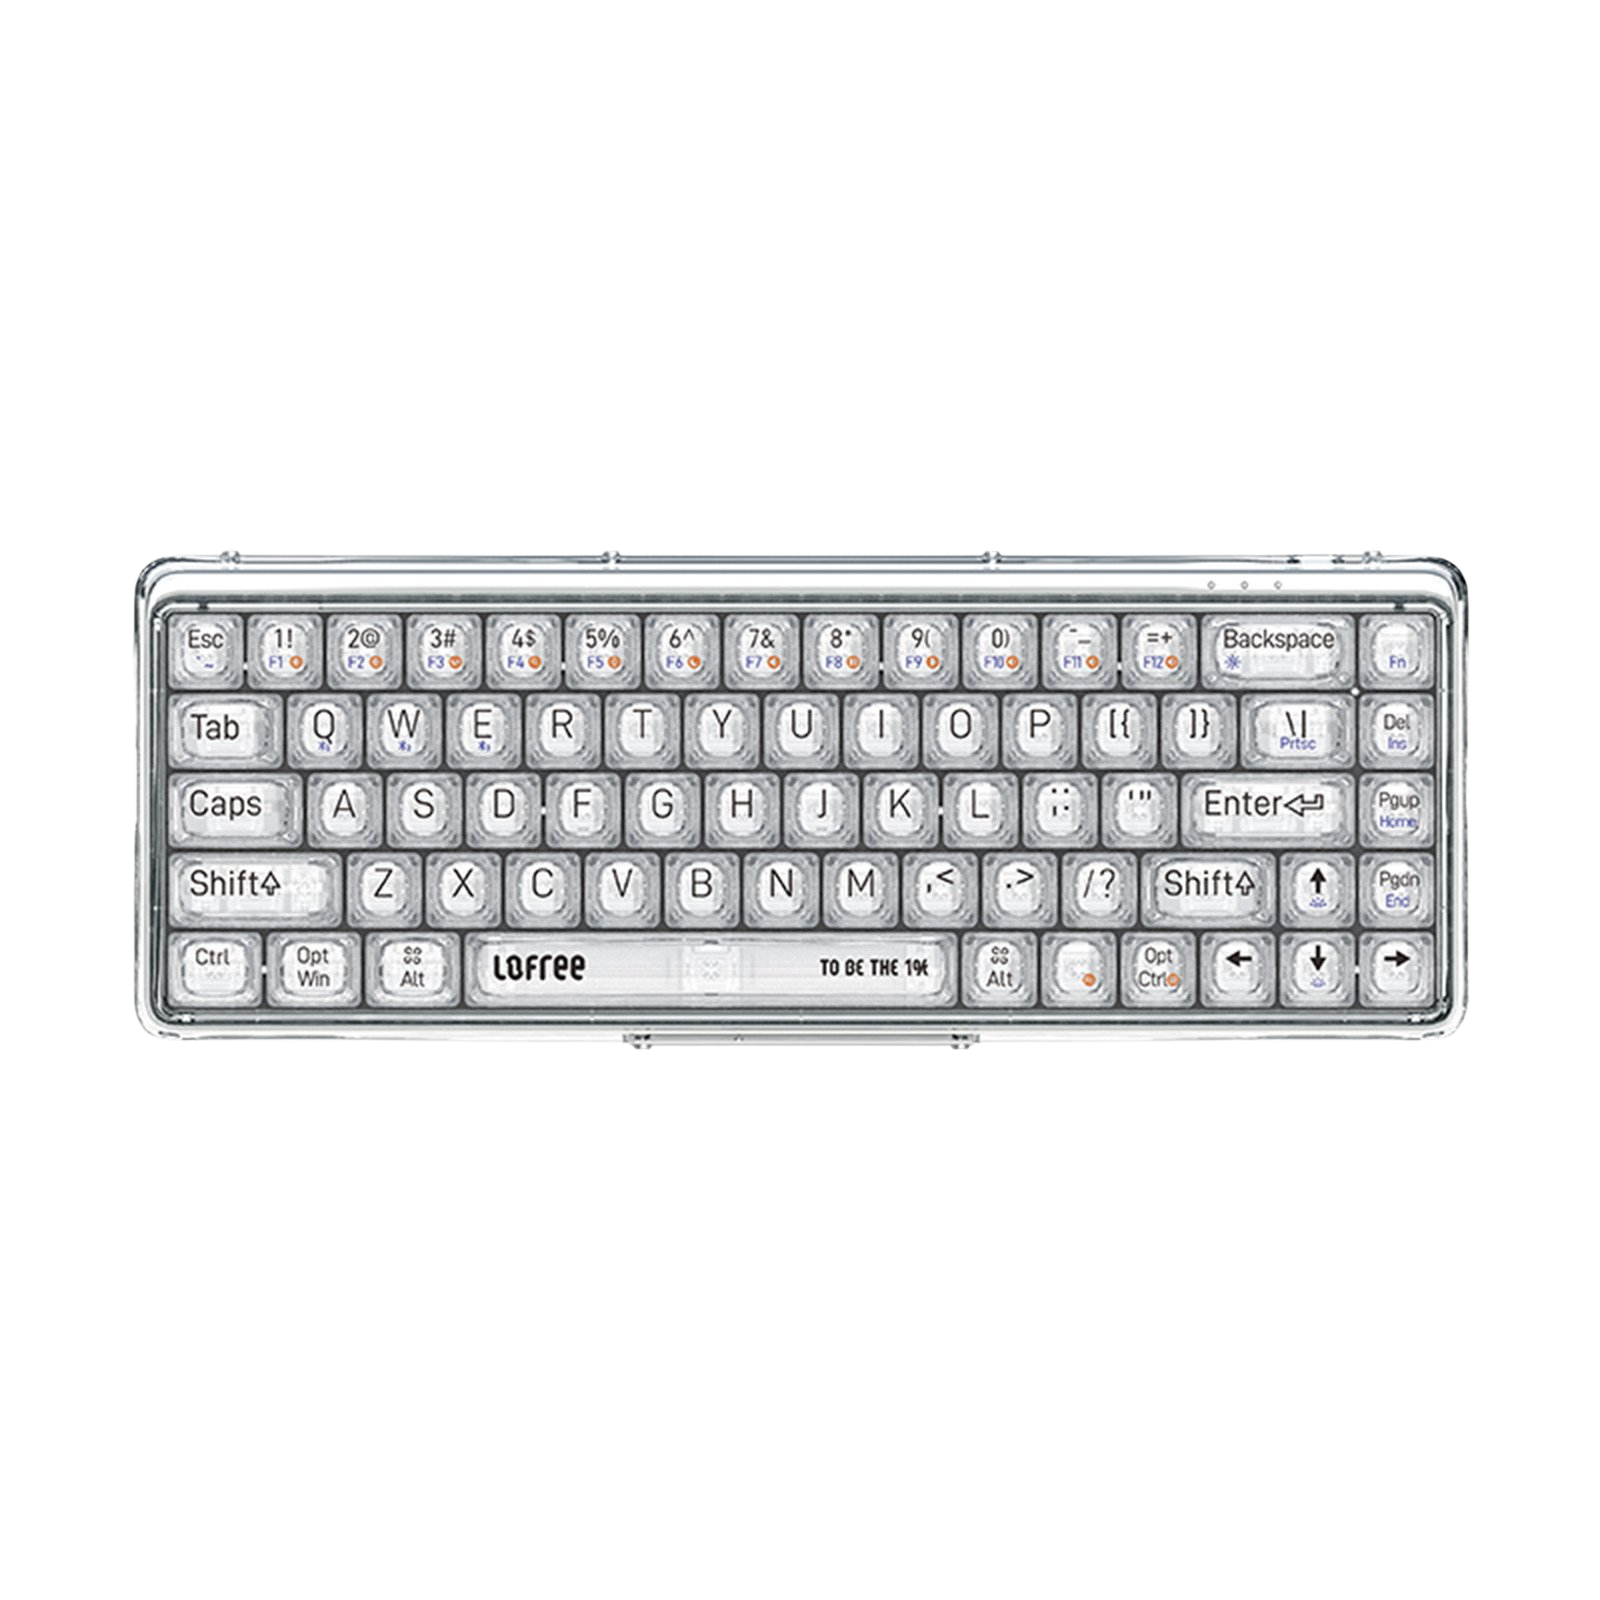 Esc 1! 2@ 3# 4$ 5% 6^ 7& 8* 9( 0) -_ =+ Backspace
`~ F1 F2 F3 F4 F5 F6 F7 F8 F9 F10 F11 F12 Fn
Tab Q W E R T Y U I O P [{ ]} \| Del
Prtsc Ins
Caps A S D F G H J K L ;: '" Enter Pgup
Home
Shift Z X C V B N M ,< .> /? Shift Pgdn
End
Ctrl Opt ⌘ LOFREE TO BE THE 1% ⌘ Opt ← ↓ →
Win Alt Alt Ctrl